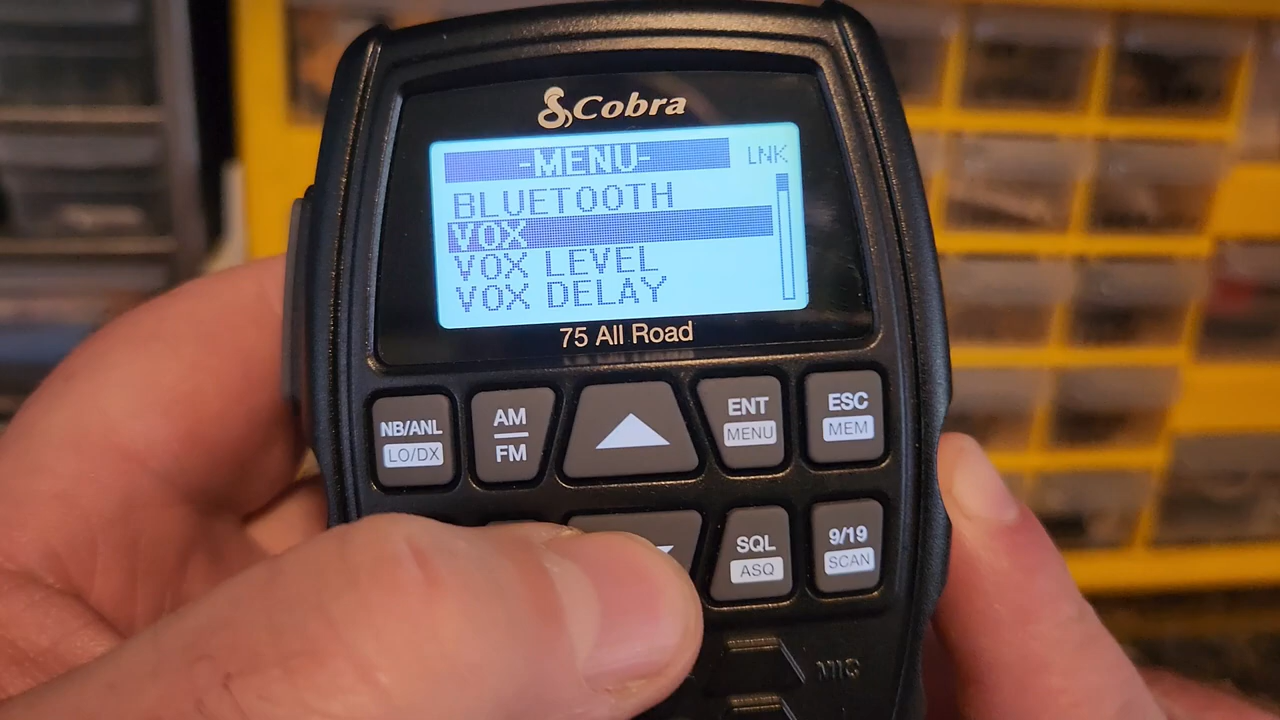 Cobra
-MENU- LNK
BLUETOOTH
VOX
VOX LEVEL
VOX DELAY
75 All Road
NB/ANL
LO/DX
AM
FM
ENT
MENU
ESC
MEM
SQL
ASQ
9/19
SCAN
MIC